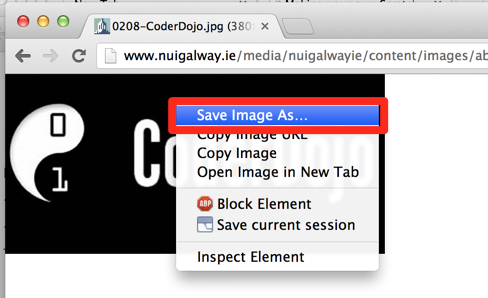 0208-CoderDojo.jpg (380
www.nuigalway.ie/media/nuigalwayie/content/images/ab
0
1
Save Image As...
Copy Image URL
Copy Image
Open Image in New Tab
ABP Block Element
Save current session
Inspect Element